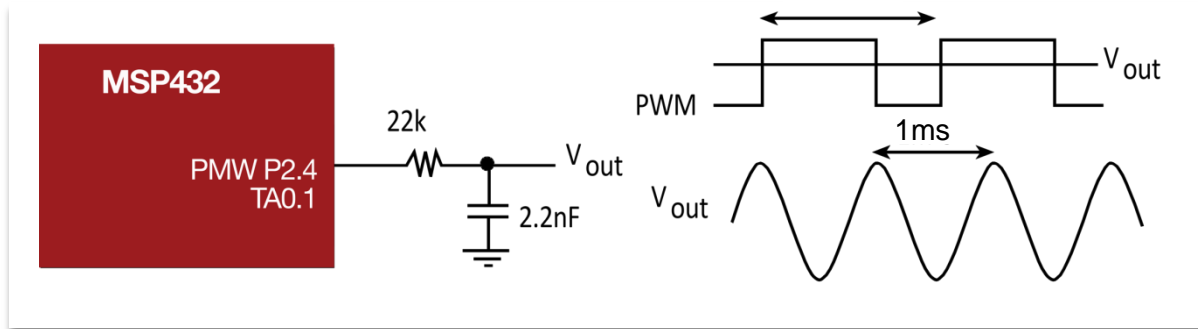 MSP432
PMW P2.4
TA0.1
22k
V out
2.2nF
PWM
V out
1ms
V out